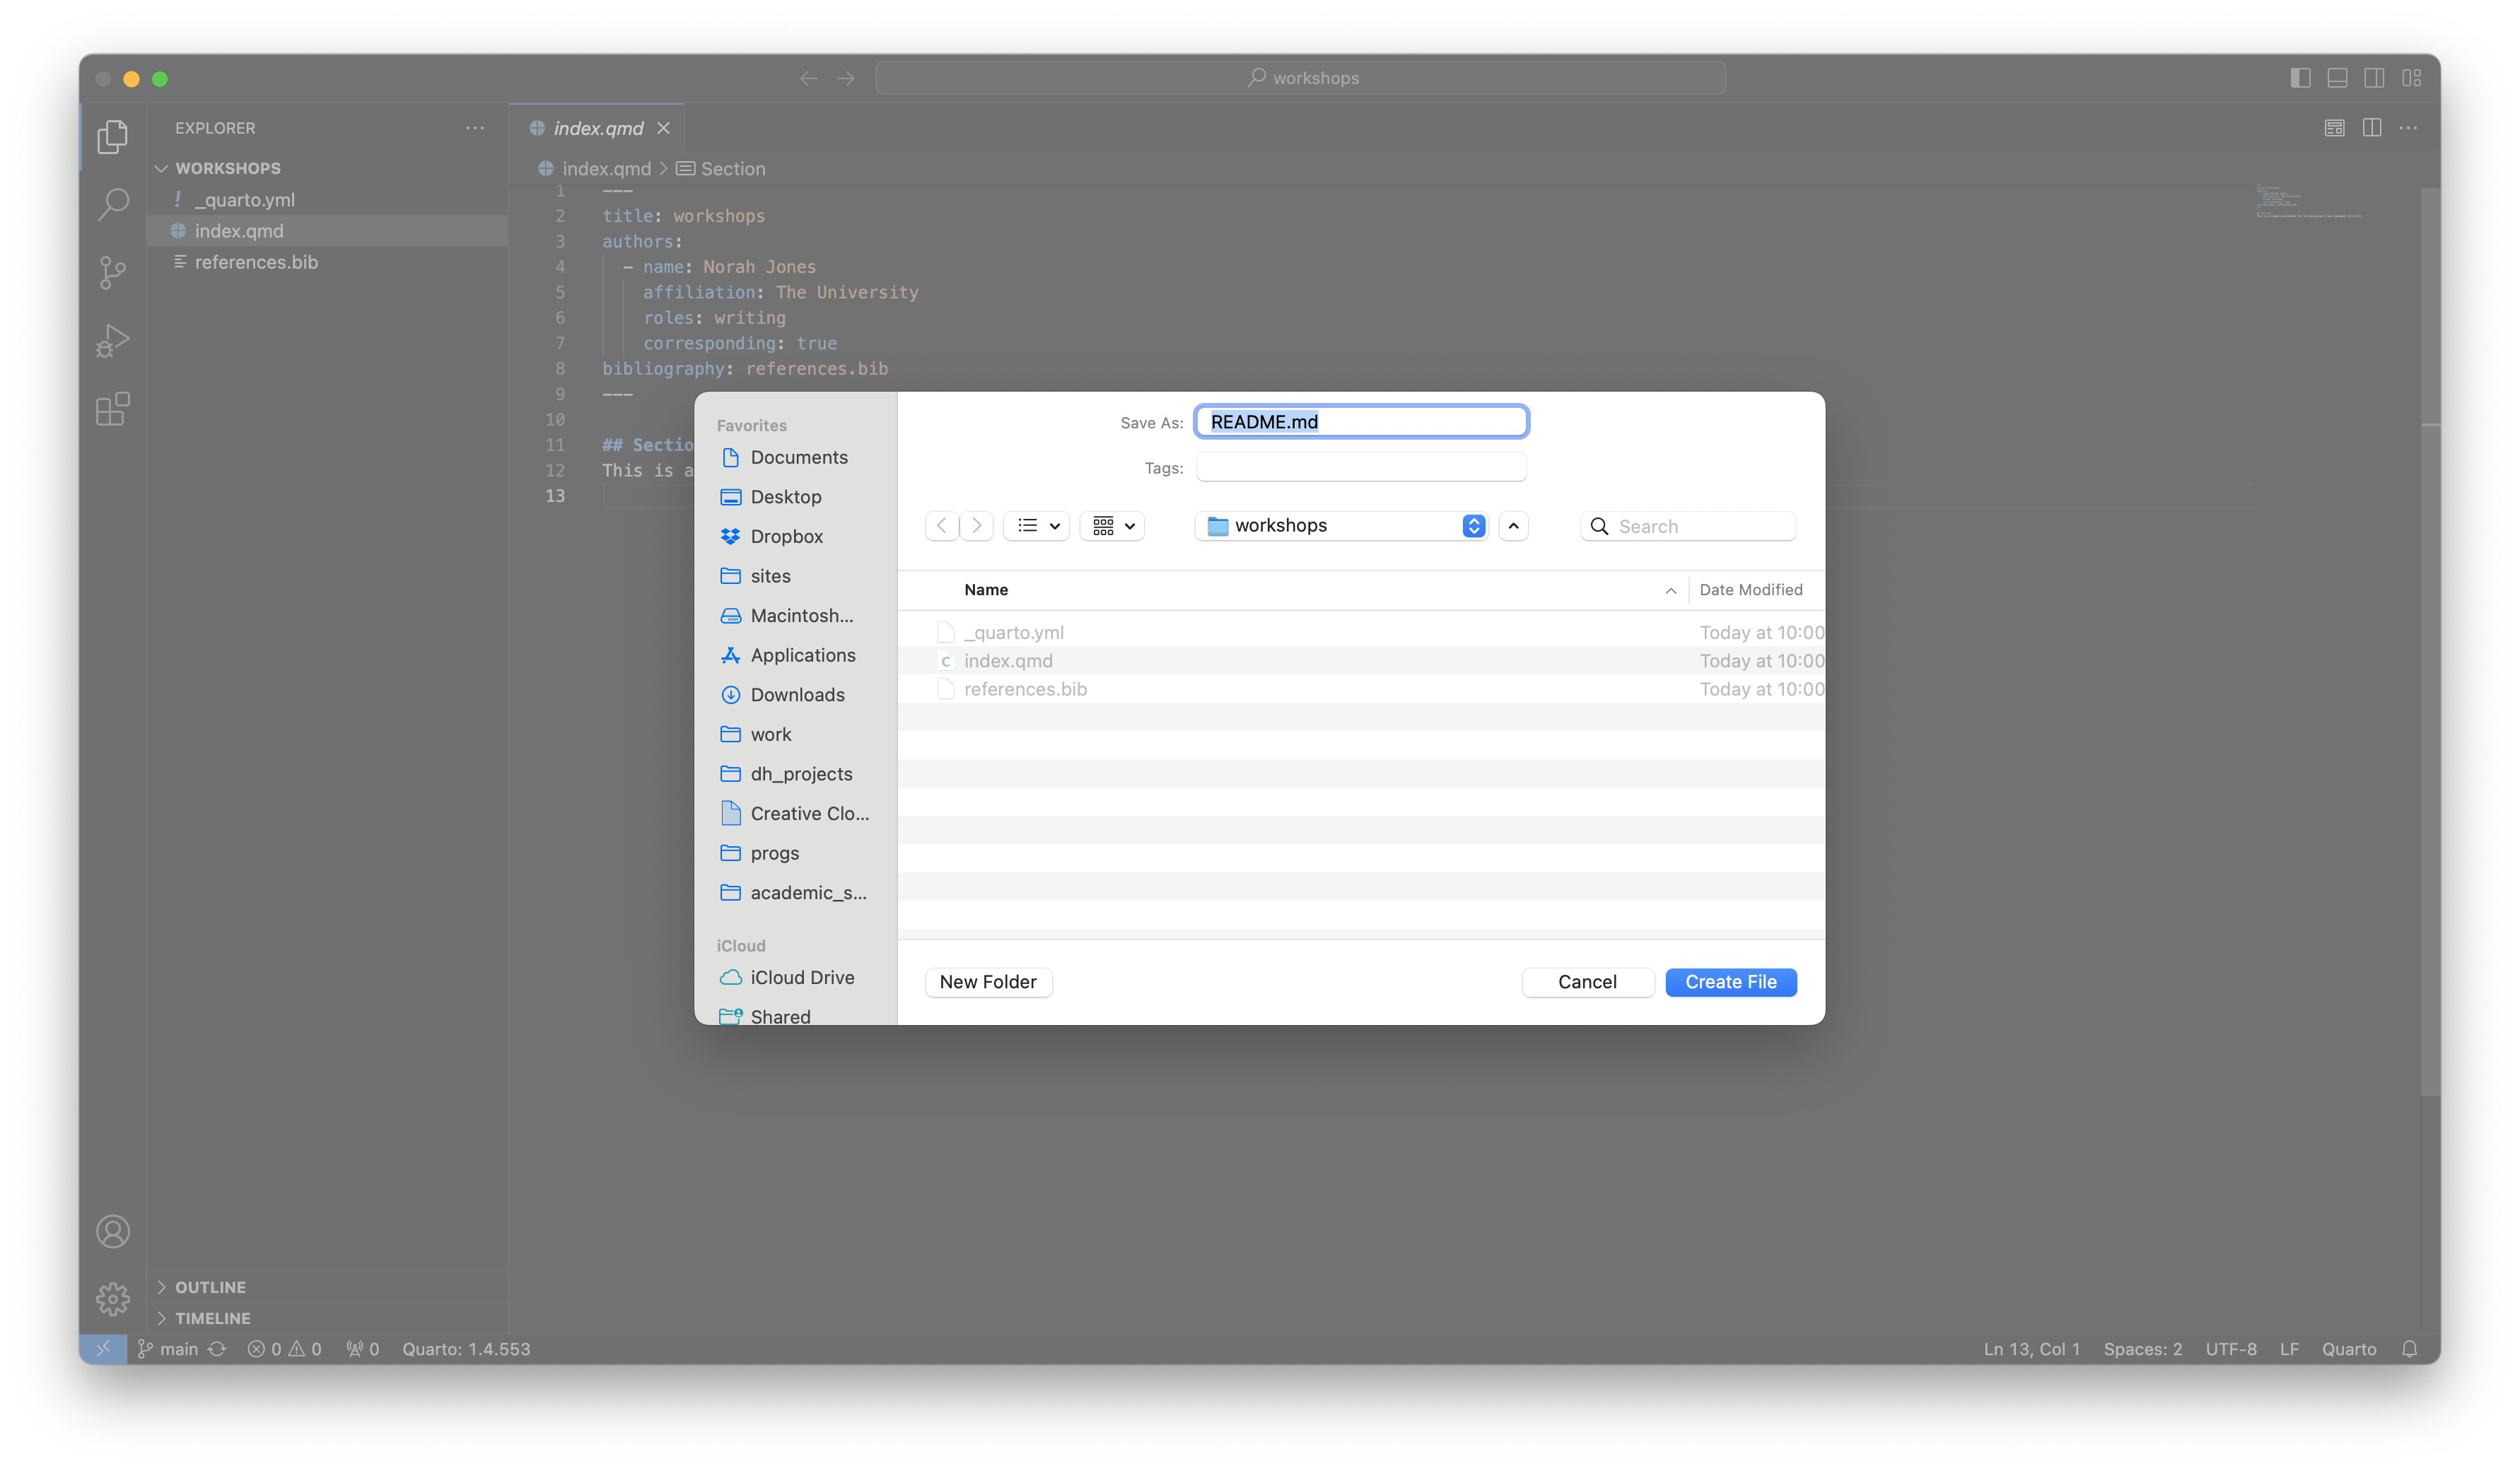 workshops
EXPLORER
WORKSHOPS
_quarto.yml
index.qmd
references.bib
OUTLINE
TIMELINE
index.qmd
index.qmd > Section
1 ---
2 title: workshops
3 authors:
4 - name: Norah Jones
5 affiliation: The University
6 roles: writing
7 corresponding: true
8 bibliography: references.bib
9 ---
10
11 ## Sectio
12 This is a
13
Favorites
Documents
Desktop
Dropbox
sites
Macintosh...
Applications
Downloads
work
dh_projects
Creative Clo...
progs
academic_s...
iCloud
iCloud Drive
Shared
Save As: README.md
Tags:
workshops
Search
Name Date Modified
_quarto.yml Today at 10:00
index.qmd Today at 10:00
references.bib Today at 10:00
New Folder Cancel Create File
main 0 0 0 Quarto: 1.4.553 Ln 13, Col 1 Spaces: 2 UTF-8 LF Quarto